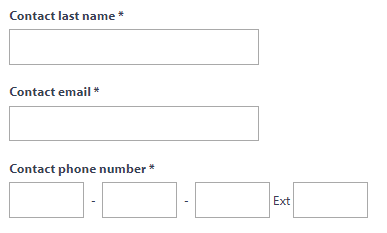 Contact last name *
Contact email *
Contact phone number *
- - Ext